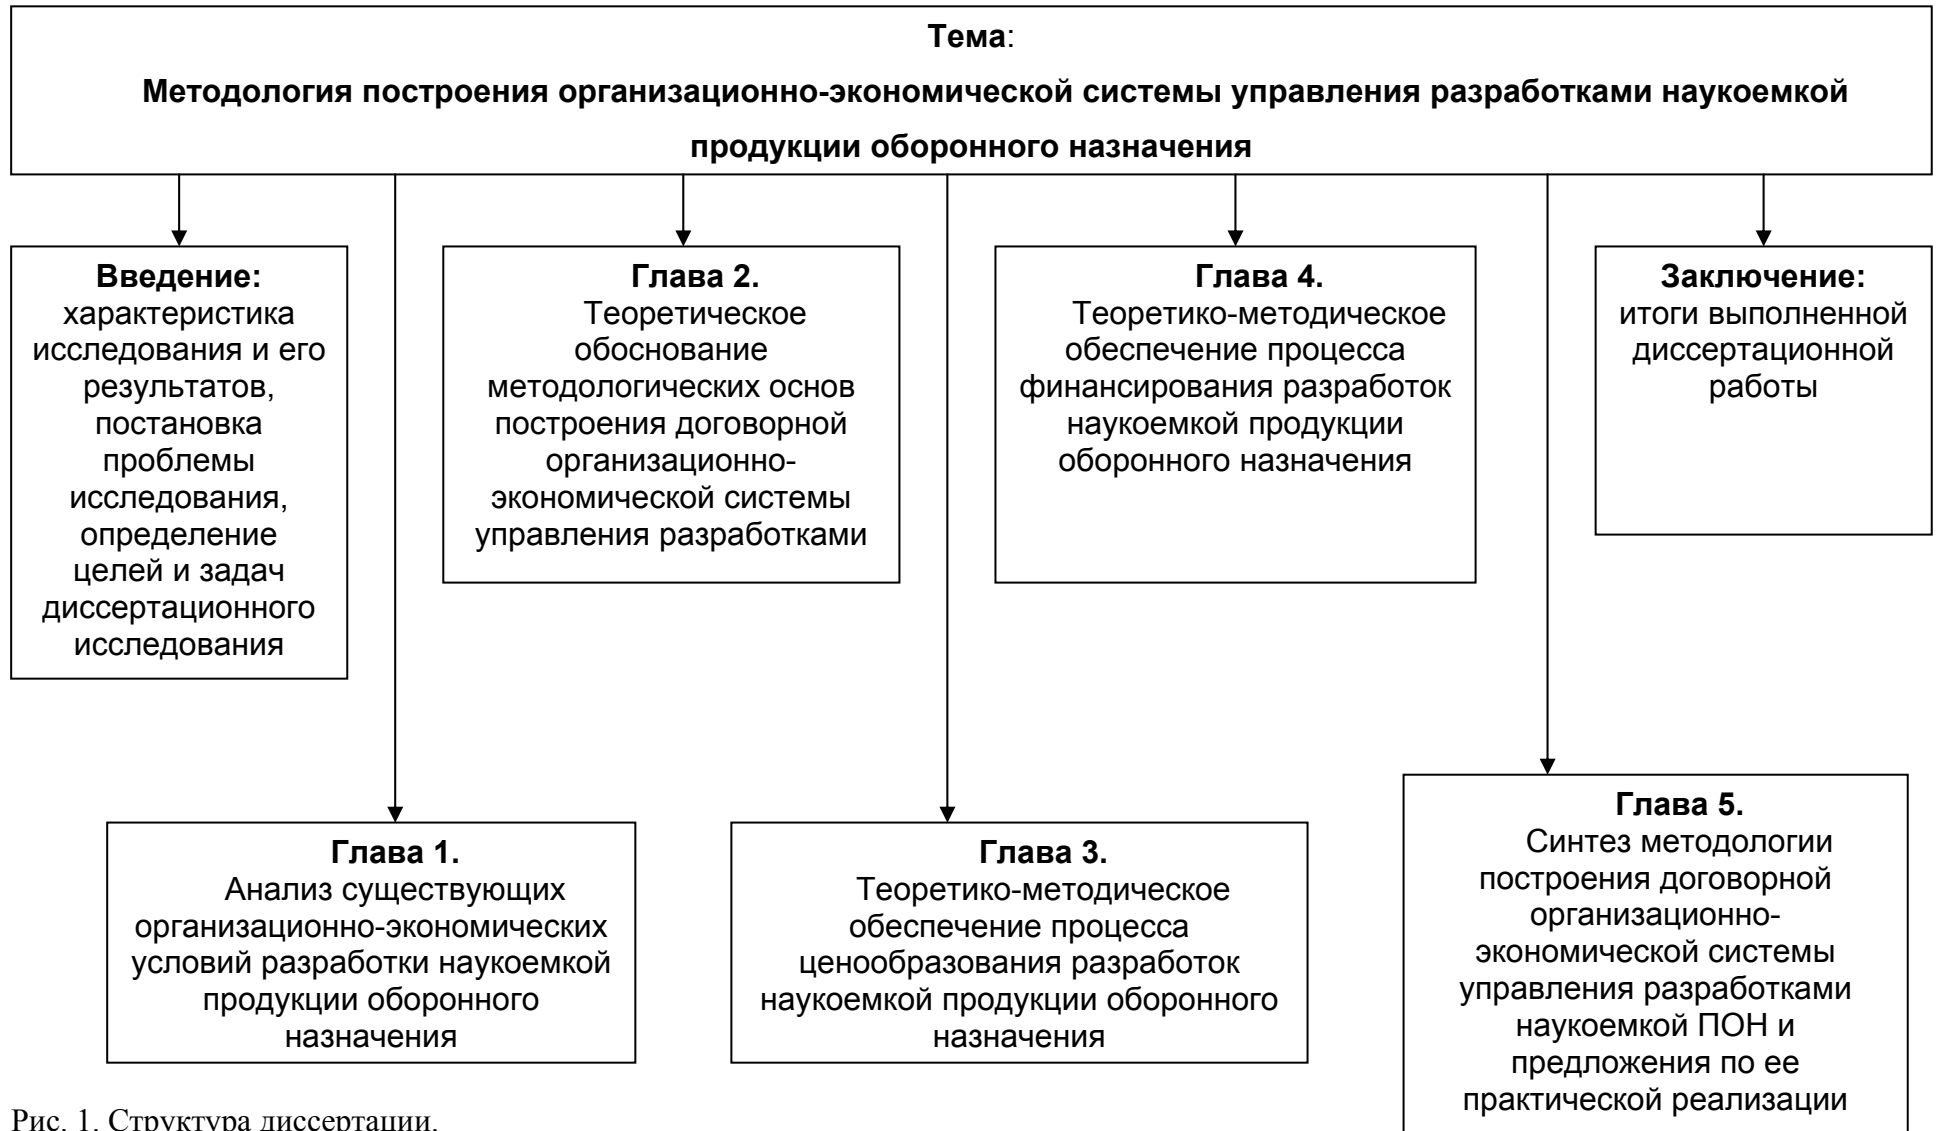 Тема:
Методология построения организационно-экономической системы управления разработками наукоемкой
продукции оборонного назначения
Введение:
характеристика
исследования и его
результатов,
постановка
проблемы
исследования,
определение
целей и задач
диссертационного
исследования
Глава 2.
Теоретическое
обоснование
методологических основ
построения договорной
организационно-
экономической системы
управления разработками
Глава 4.
Теоретико-методическое
обеспечение процесса
финансирования разработок
наукоемкой продукции
оборонного назначения
Заключение:
итоги выполненной
диссертационной
работы
Глава 1.
Анализ существующих
организационно-экономических
условий разработки наукоемкой
продукции оборонного
назначения
Глава 3.
Теоретико-методическое
обеспечение процесса
ценообразования разработок
наукоемкой продукции оборонного
назначения
Глава 5.
Синтез методологии
построения договорной
организационно-
экономической системы
управления разработками
наукоемкой ПОН и
предложения по ее
практической реализации
Рис. 1. Структура диссертации.